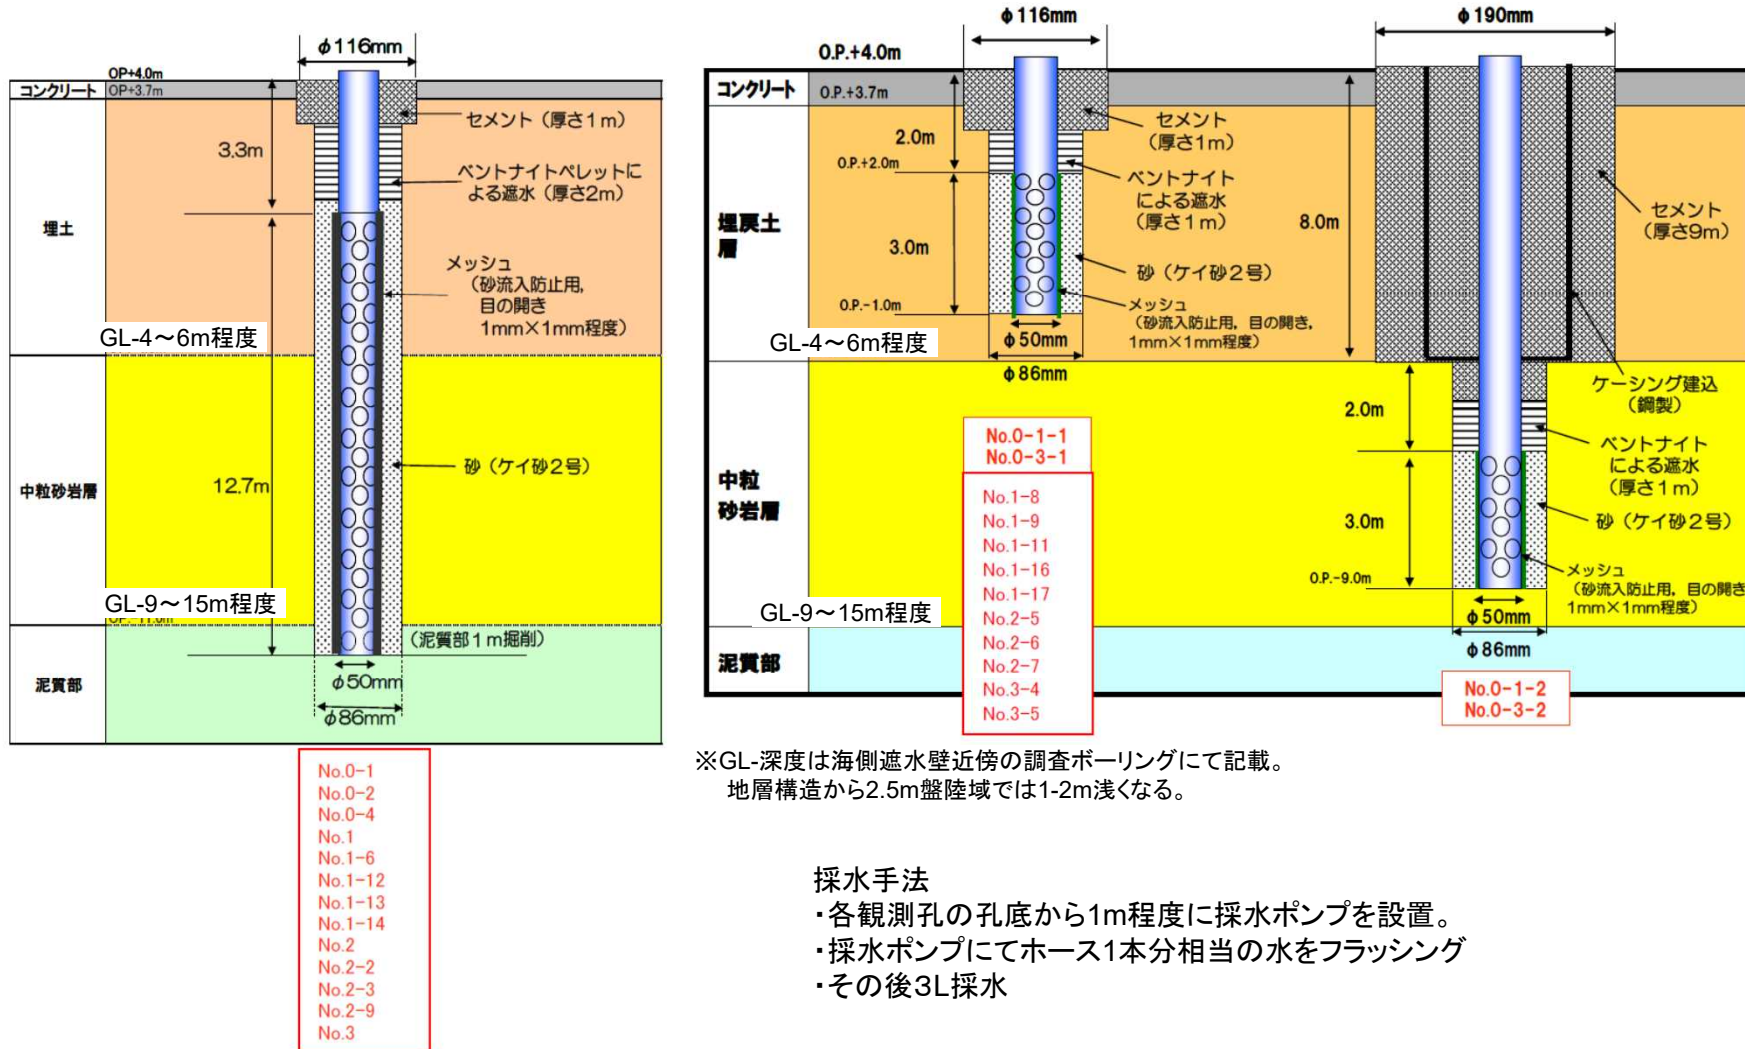 φ116mm
OP+4.0m
コンクリート
OP+3.7m
セメント（厚さ1m）
3.3m
ベントナイトペレットに
よる遮水（厚さ2m）
埋土
メッシュ
（砂流入防止用,
目の開き
1mm×1mm程度）
GL-4～6m程度
砂（ケイ砂2号）
中粒砂岩層
12.7m
GL-9～15m程度
（泥質部1m掘削）
泥質部
φ50mm
φ86mm
No.0-1
No.0-2
No.0-4
No.1
No.1-6
No.1-12
No.1-13
No.1-14
No.2
No.2-2
No.2-3
No.2-9
No.3
φ116mm
φ190mm
O.P.+4.0m
コンクリート
O.P.+3.7m
セメント
（厚さ1m）
2.0m
O.P.+2.0m
ベントナイト
による遮水
（厚さ1m）
埋戻土
層
3.0m
砂（ケイ砂2号）
O.P.-1.0m
メッシュ
（砂流入防止用，目の開き，
1mm×1mm程度）
GL-4～6m程度
φ50mm
φ86mm
8.0m
セメント
（厚さ9m）
ケーシング建込
（鋼製）
2.0m
ベントナイト
による遮水
（厚さ1m）
中粒
砂岩層
3.0m
砂（ケイ砂2号）
O.P.-9.0m
メッシュ
（砂流入防止用，目の開き
1mm×1mm程度）
GL-9～15m程度
φ50mm
φ86mm
泥質部
No.0-1-1
No.0-3-1
No.1-8
No.1-9
No.1-11
No.1-16
No.1-17
No.2-5
No.2-6
No.2-7
No.3-4
No.3-5
No.0-1-2
No.0-3-2
※GL-深度は海側遮水壁近傍の調査ボーリングにて記載。
地層構造から2.5m盤陸域では1-2m浅くなる。
採水手法
・各観測孔の孔底から1m程度に採水ポンプを設置。
・採水ポンプにてホース1本分相当の水をフラッシング
・その後3L採水